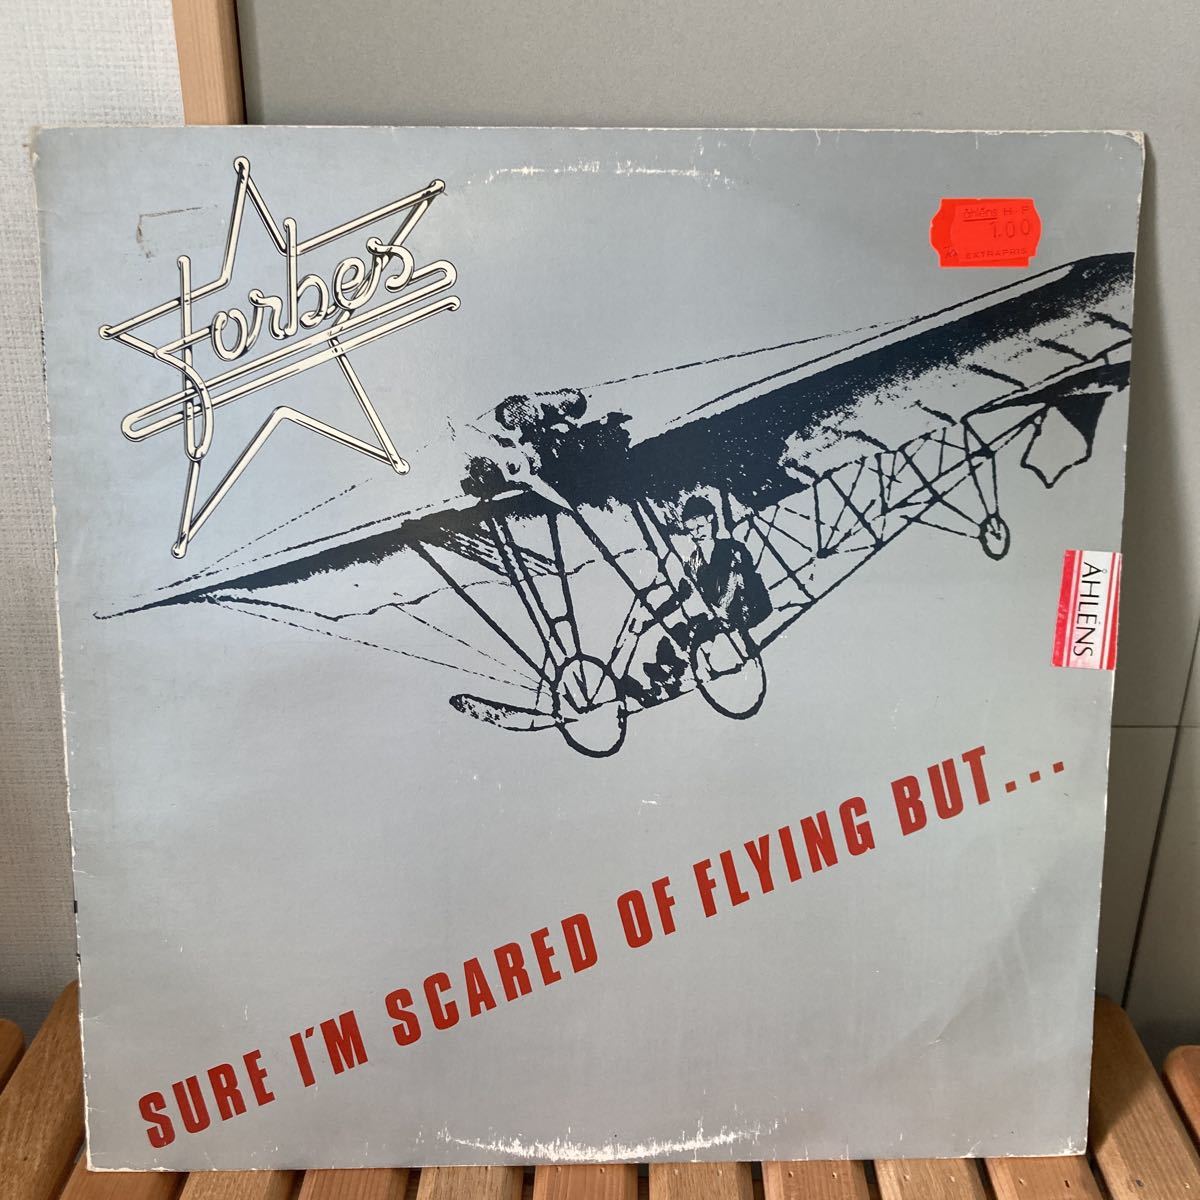 forbes
åhléns H-F
1.00
EXTRAPRIS
ÅHLÉNS
SURE I'M SCARED OF FLYING BUT...